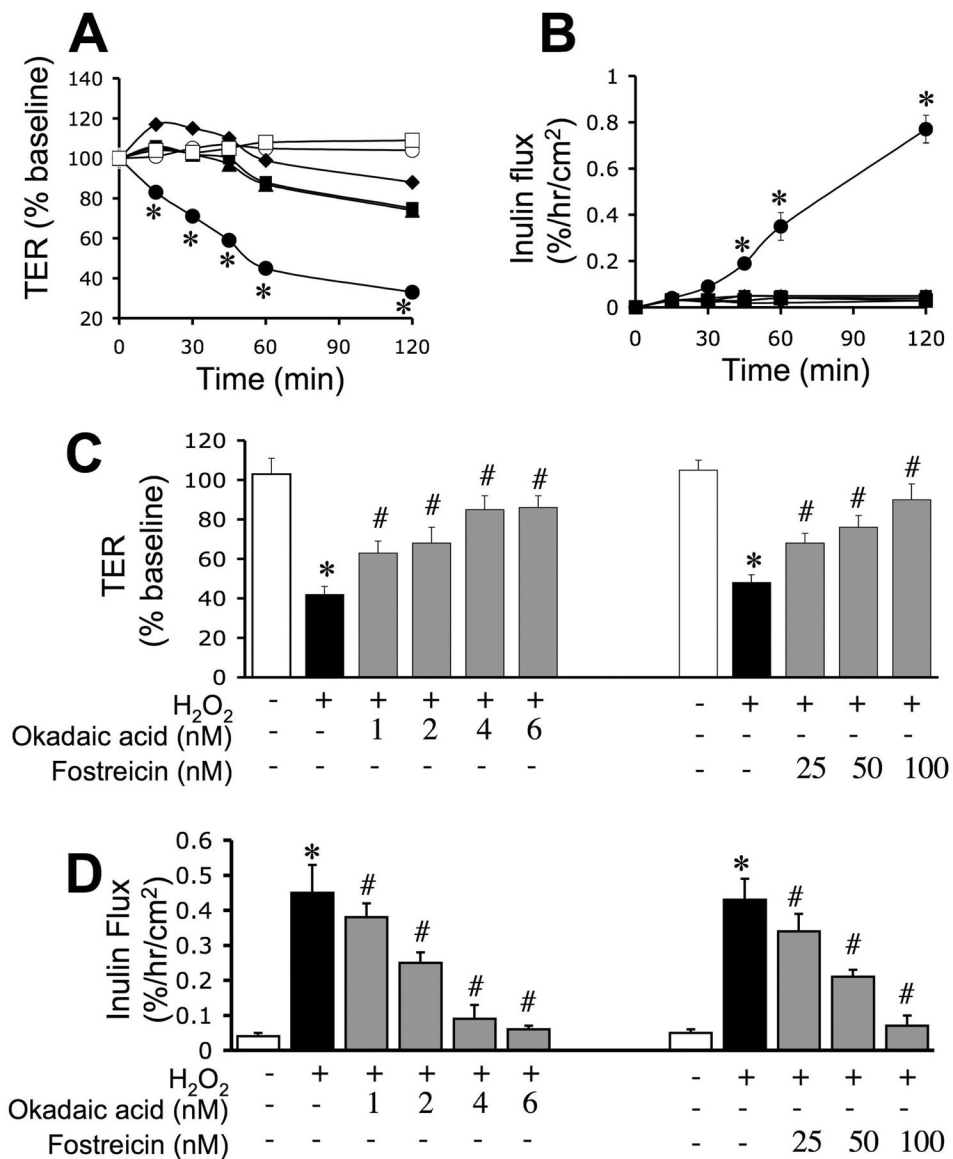 A
TER (% baseline)
140
120
100
80
60
40
20
* * * * *
0 30 60 90 120
Time (min)
B
Inulin flux
(%/hr/cm²)
1
0.8
0.6
0.4
0.2
0
* * * *
0 30 60 90 120
Time (min)
C
TER
(% baseline)
120
100
80
60
40
20
0
* # # # # * # # #
H₂O₂ - + + + + + - + + + +
Okadaic acid (nM) - - 1 2 4 6 - - - - -
Fostreicin (nM) - - - - - - - - 25 50 100
D
Inulin Flux
(%/hr/cm²)
0.6
0.5
0.4
0.3
0.2
0.1
0
* # # # # * # # #
H₂O₂ - + + + + + - + + + +
Okadaic acid (nM) - - 1 2 4 6 - - - - -
Fostreicin (nM) - - - - - - - - 25 50 100